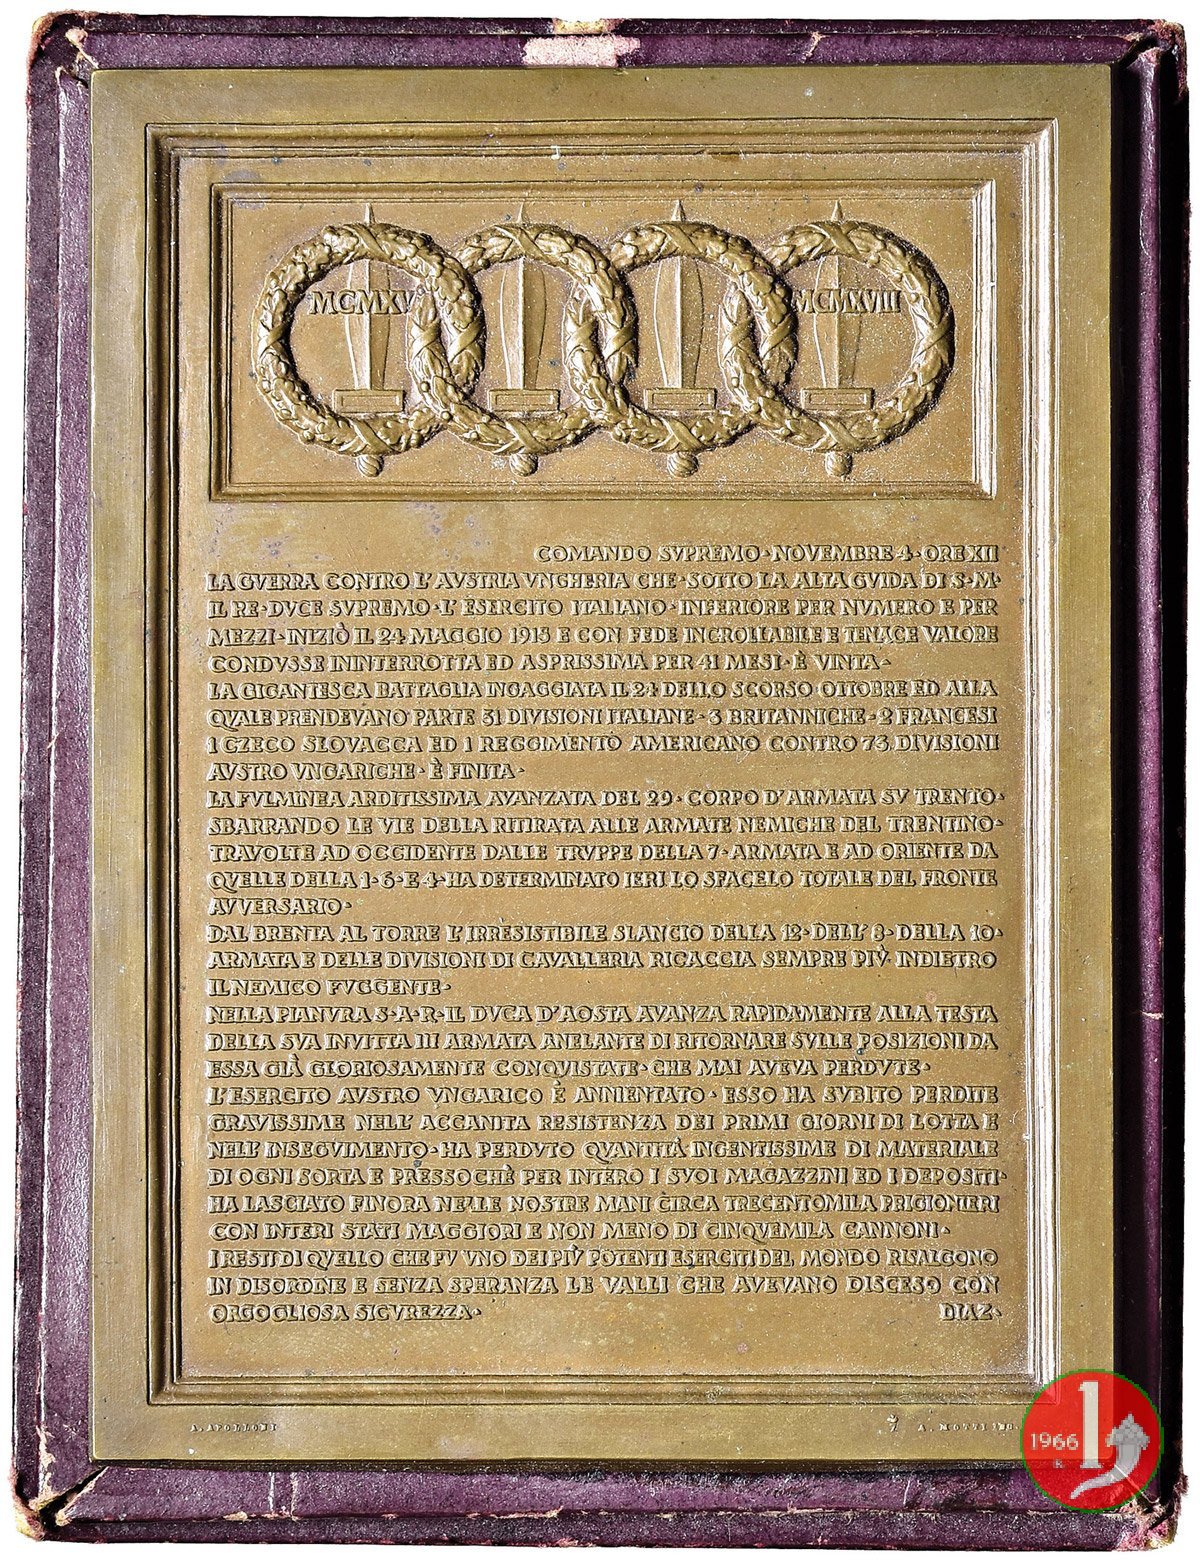 MCMXV MCMXVIII
COMANDO SVPREMO · NOVEMBRE 4 · ORE XII
LA GVERRA CONTRO L'AVSTRIA VNGHERIA CHE · SOTTO LA ALTA GVIDA DI S · M ·
IL RE · DVCE SVPREMO · L'ESERCITO ITALIANO · INFERIORE PER NVMERO E PER
MEZZI · INIZIÒ IL 24 MAGGIO 1915 E CON FEDE INCROLLABILE E TENACE VALORE
CONDVSSE ININTERROTTA ED ASPRISSIMA PER 41 MESI · È VINTA ·
LA GIGANTESCA BATTAGLIA INGAGGIATA IL 24 DELLO SCORSO OTTOBRE ED ALLA
QVALE PRENDEVANO PARTE 51 DIVISIONI ITALIANE · 3 BRITANNICHE · 2 FRANCESI
1 CZECO SLOVACCA ED 1 REGGIMENTO AMERICANO CONTRO 73 DIVISIONI
AVSTRO VNGARICHE · È FINITA ·
LA FVLMINEA ARDITISSIMA AVANZATA DEL 29 · CORPO D'ARMATA SV TRENTO ·
SBARRANDO LE VIE DELLA RITIRATA ALLE ARMATE NEMICHE DEL TRENTINO ·
TRAVOLTE AD OCCIDENTE DALLE TRVPPE DELLA 7 · ARMATA E AD ORIENTE DA
QVELLE DELLA 1 · 6 · E 4 · HA DETERMINATO IERI LO SFACELO TOTALE DEL FRONTE
AVVERSARIO ·
DAL BRENTA AL TORRE L'IRRESISTIBILE SLANCIO DELLA 12 · DELL' 8 · DELLA 10 ·
ARMATA E DELLE DIVISIONI DI CAVALLERIA RICACCIA SEMPRE PIV̀ INDIETRO
IL NEMICO FVGGENTE ·
NELLA PIANVRA S · A · R · IL DVCA D'AOSTA AVANZA RAPIDAMENTE ALLA TESTA
DELLA SVA INVITTA III ARMATA ANELANTE DI RITORNARE SVLLE POSIZIONI DA
ESSA GIÀ GLORIOSAMENTE CONQVISTATE · CHE MAI AVEVA PERDVTE ·
L'ESERCITO AVSTRO VNGARICO È ANNIENTATO · ESSO HA SVBITO PERDITE
GRAVISSIME NELL' ACCANITA RESISTENZA DEI PRIMI GIORNI DI LOTTA E
NELL' INSEGVIMENTO · HA PERDVTO QVANTITÀ INGENTISSIME DI MATERIALE
DI OGNI SORTA E PRESSOCHÈ PER INTERO I SVOI MAGAZZINI ED I DEPOSITI ·
HA LASCIATO FINORA NELLE NOSTRE MANI CIRCA TRECENTOMILA PRIGIONIERI
CON INTERI STATI MAGGIORI E NON MENO DI CINQVEMILA CANNONI ·
I RESTI DI QVELLO CHE FV VNO DEI PIV̀ POTENTI ESERCITI DEL MONDO RISALGONO
IN DISORDINE E SENZA SPERANZA LE VALLI CHE AVEVANO DISCESO CON
ORGOGLIOSA SICVREZZA · DIAZ ·
A. APOLLONI A. MOTTI
1966
R